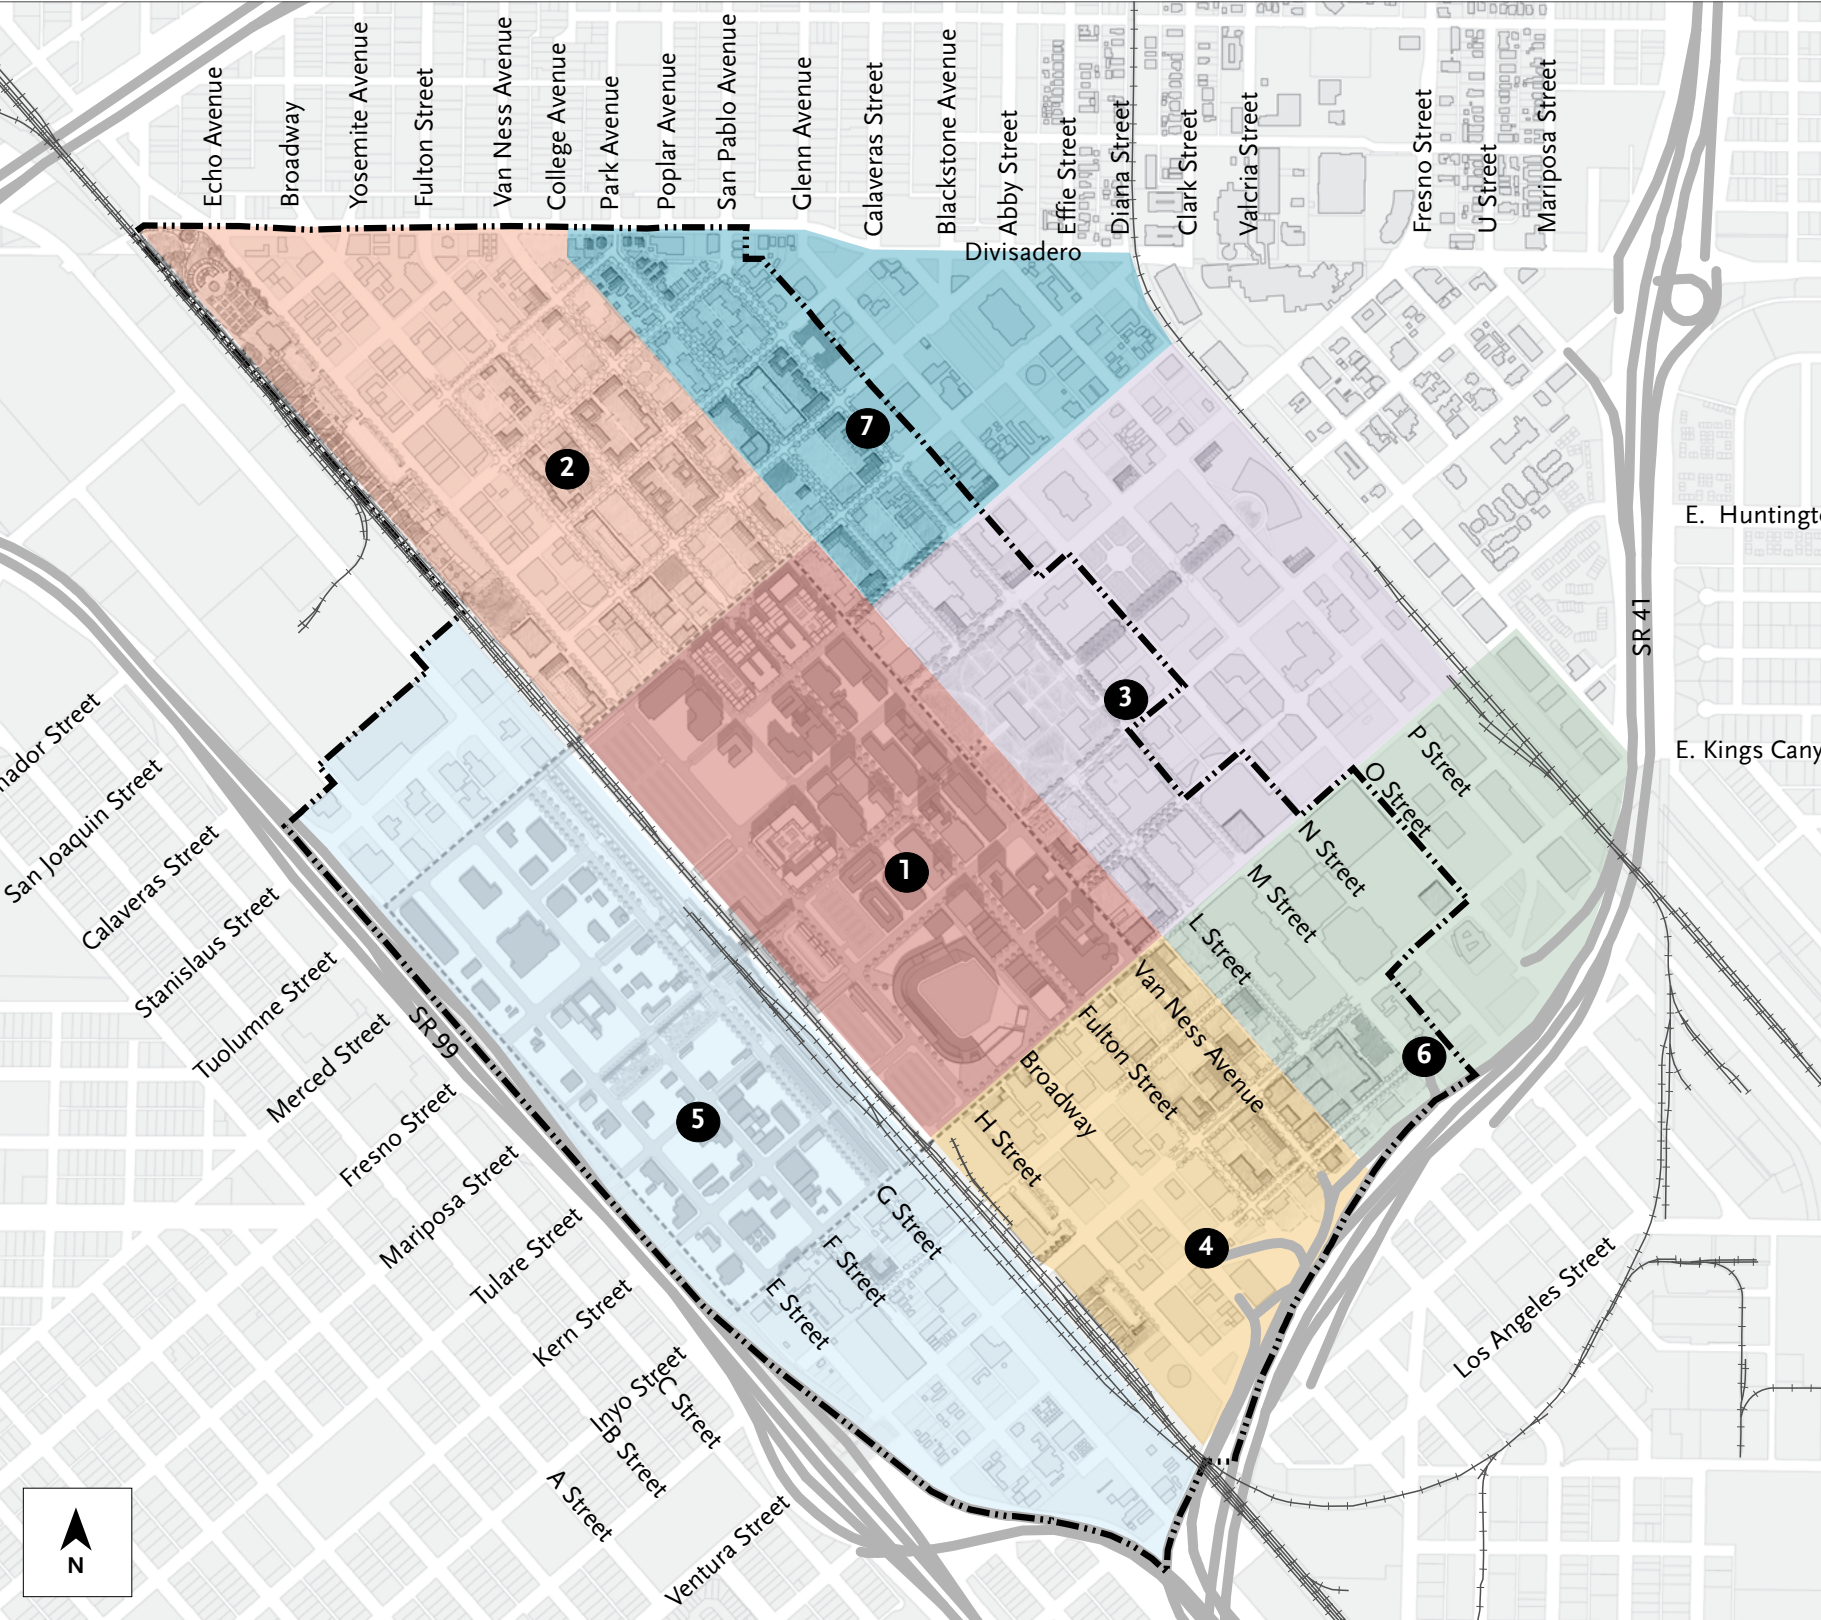 Echo Avenue
Broadway
Yosemite Avenue
Fulton Street
Van Ness Avenue
College Avenue
Park Avenue
Poplar Avenue
San Pablo Avenue
Glenn Avenue
Calaveras Street
Blackstone Avenue
Abby Street
Effie Street
Diana Street
Clark Street
Valcria Street
Fresno Street
U Street
Mariposa Street
Divisadero
7
2
E. Huntingt
SR 41
3
P Street
E. Kings Cany
O Street
nador Street
San Joaquin Street
Calaveras Street
Stanislaus Street
Tuolumne Street
Merced Street
Fresno Street
Mariposa Street
Tulare Street
Kern Street
Inyo Street
Ventura Street
SR 99
1
N Street
M Street
L Street
Van Ness Avenue
Fulton Street
Broadway
H Street
6
5
G Street
F Street
E Street
4
C Street
B Street
A Street
Los Angeles Street
N